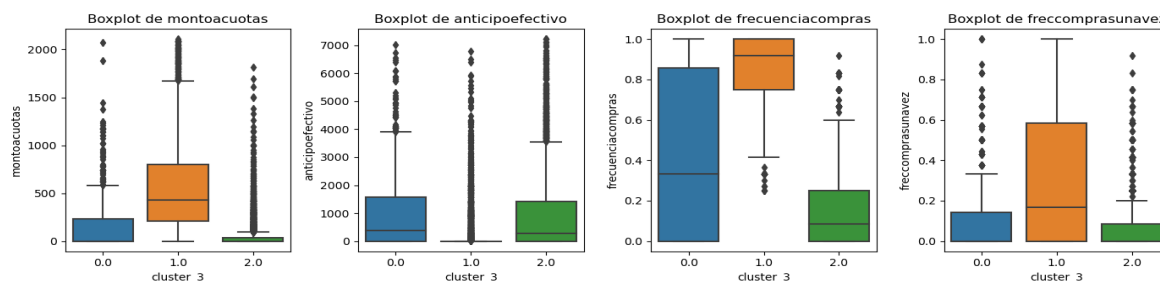 Boxplot de montoacuotas
montoacuotas
2000
1500
1000
500
0
0.0 1.0 2.0
cluster_3
Boxplot de anticipoefectivo
anticipoefectivo
7000
6000
5000
4000
3000
2000
1000
0
0.0 1.0 2.0
cluster_3
Boxplot de frecuenciacompras
frecuenciacompras
1.0
0.8
0.6
0.4
0.2
0.0
0.0 1.0 2.0
cluster_3
Boxplot de freccomprasunavez
freccomprasunavez
1.0
0.8
0.6
0.4
0.2
0.0
0.0 1.0 2.0
cluster_3